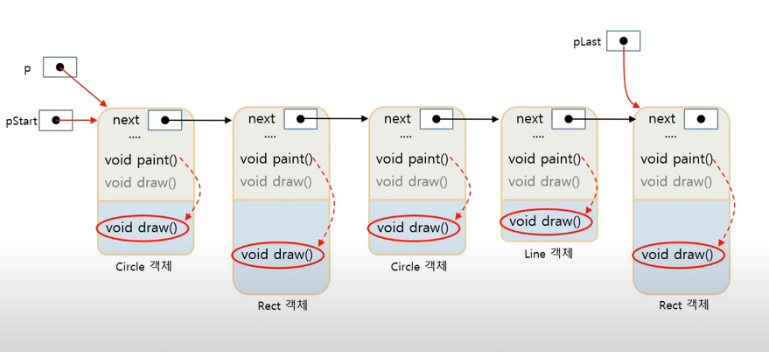 p
pStart
pLast
next
....
void paint()
void draw()
void draw()
Circle 객체
next
....
void paint()
void draw()
void draw()
Rect 객체
next
....
void paint()
void draw()
void draw()
Circle 객체
next
....
void paint()
void draw()
void draw()
Line 객체
next
....
void paint()
void draw()
void draw()
Rect 객체